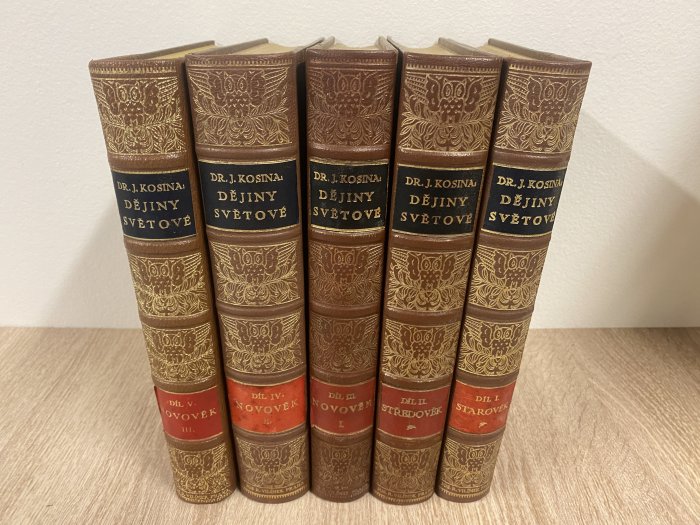 DR. J. KOSINA:
DĚJINY
SVĚTOVÉ
DÍL V.
NOVOVĚK
III.
DR. J. KOSINA:
DĚJINY
SVĚTOVÉ
DÍL IV.
NOVOVĚK
DR. J. KOSINA:
DĚJINY
SVĚTOVÉ
DÍL III.
NOVOVĚK
I.
DR. J. KOSINA:
DĚJINY
SVĚTOVÉ
DÍL II.
STŘEDOVĚK
DR. J. KOSINA:
DĚJINY
SVĚTOVÉ
DÍL I.
STAROVĚK